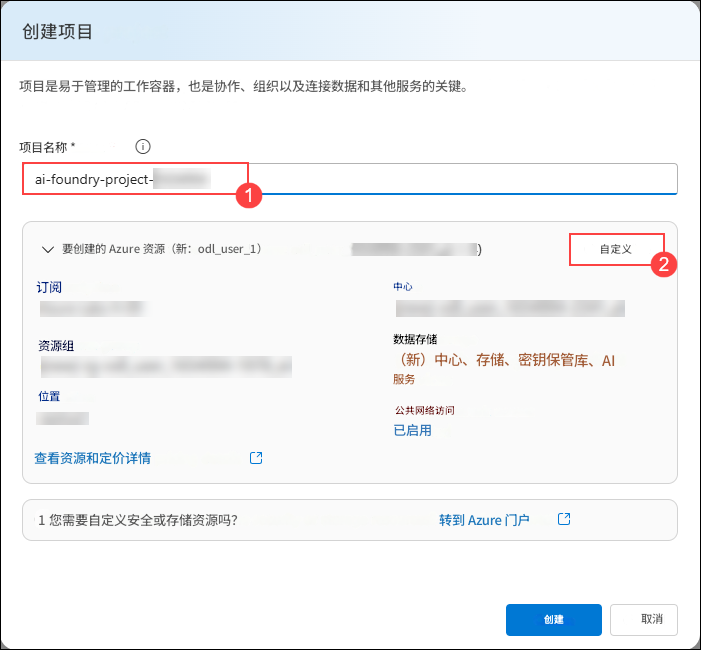 创建项目
项目是易于管理的工作容器，也是协作、组织以及连接数据和其他服务的关键。
项目名称 *
ai-foundry-project-
1
要创建的 Azure 资源（新：odl_user_1）
)
自定义
2
订阅
中心
资源组
数据存储
（新）中心、存储、密钥保管库、AI
服务
位置
公共网络访问
已启用
查看资源和定价详情
1 您需要自定义安全或存储资源吗？
转到 Azure 门户
创建
取消